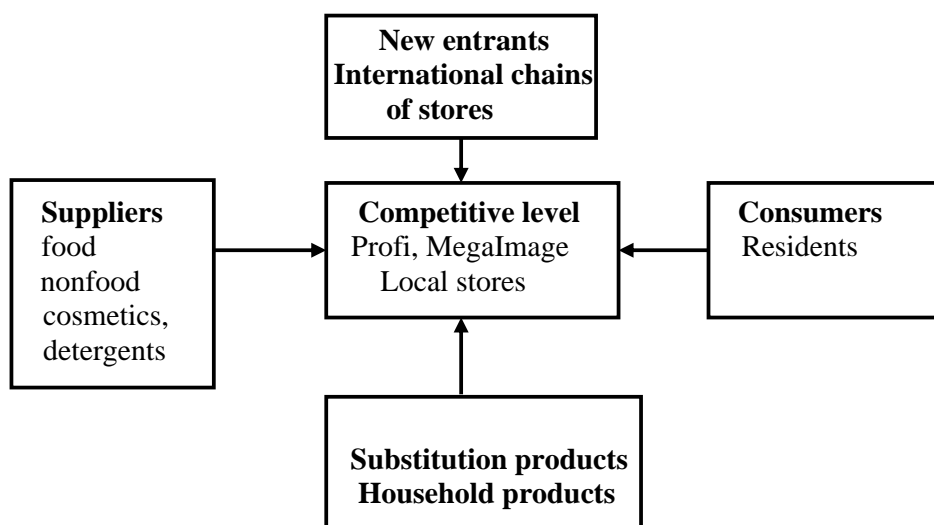 New entrants
International chains
of stores
Suppliers
food
nonfood
cosmetics,
detergents
Competitive level
Profi, MegaImage
Local stores
Consumers
Residents
Substitution products
Household products